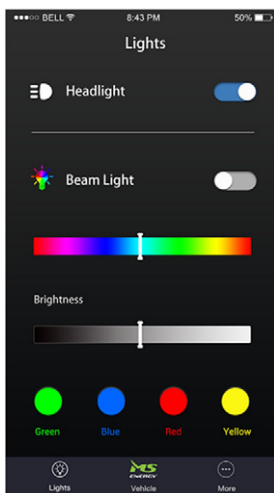 BELL 8:43 PM 50%
Lights
Headlight
Beam Light
Brightness
Green Blue Red Yellow
MS
ENERGY
Lights Vehicle More